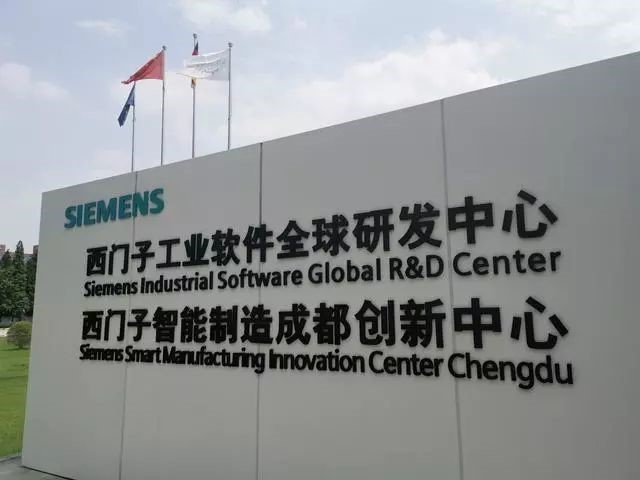 SIEMENS
西门子工业软件全球研发中心
Siemens Industrial Software Global R&D Center
西门子智能制造成都创新中心
Siemens Smart Manufacturing Innovation Center Chengdu